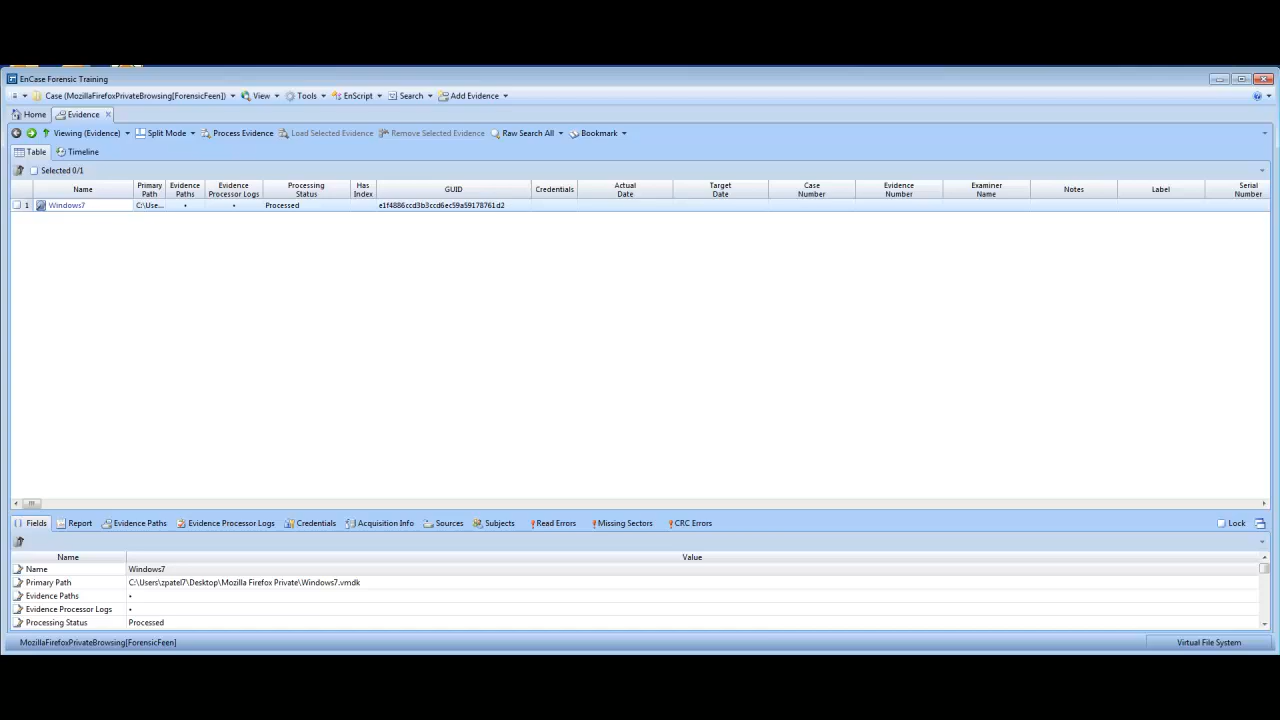 EnCase Forensic Training
Case (MozillaFirefoxPrivateBrowsing[ForensicFeen]) View Tools EnScript Search Add Evidence
Home Evidence
Viewing (Evidence) Split Mode Process Evidence Load Selected Evidence Remove Selected Evidence Raw Search All Bookmark
Table Timeline
Selected 0/1
Name Primary Path Evidence Paths Evidence Processor Logs Processing Status Has Index GUID Credentials Actual Date Target Date Case Number Evidence Number Examiner Name Notes Label Serial Number
1 Windows7 C:\Use... • • Processed e1f4886ccd3b3ccd6ec59a59178761d2
Fields Report Evidence Paths Evidence Processor Logs Credentials Acquisition Info Sources Subjects Read Errors Missing Sectors CRC Errors Lock
Name Value
Name Windows7
Primary Path C:\Users\zpatel7\Desktop\Mozilla Firefox Private\Windows7.vmdk
Evidence Paths •
Evidence Processor Logs •
Processing Status Processed
MozillaFirefoxPrivateBrowsing[ForensicFeen] Virtual File System